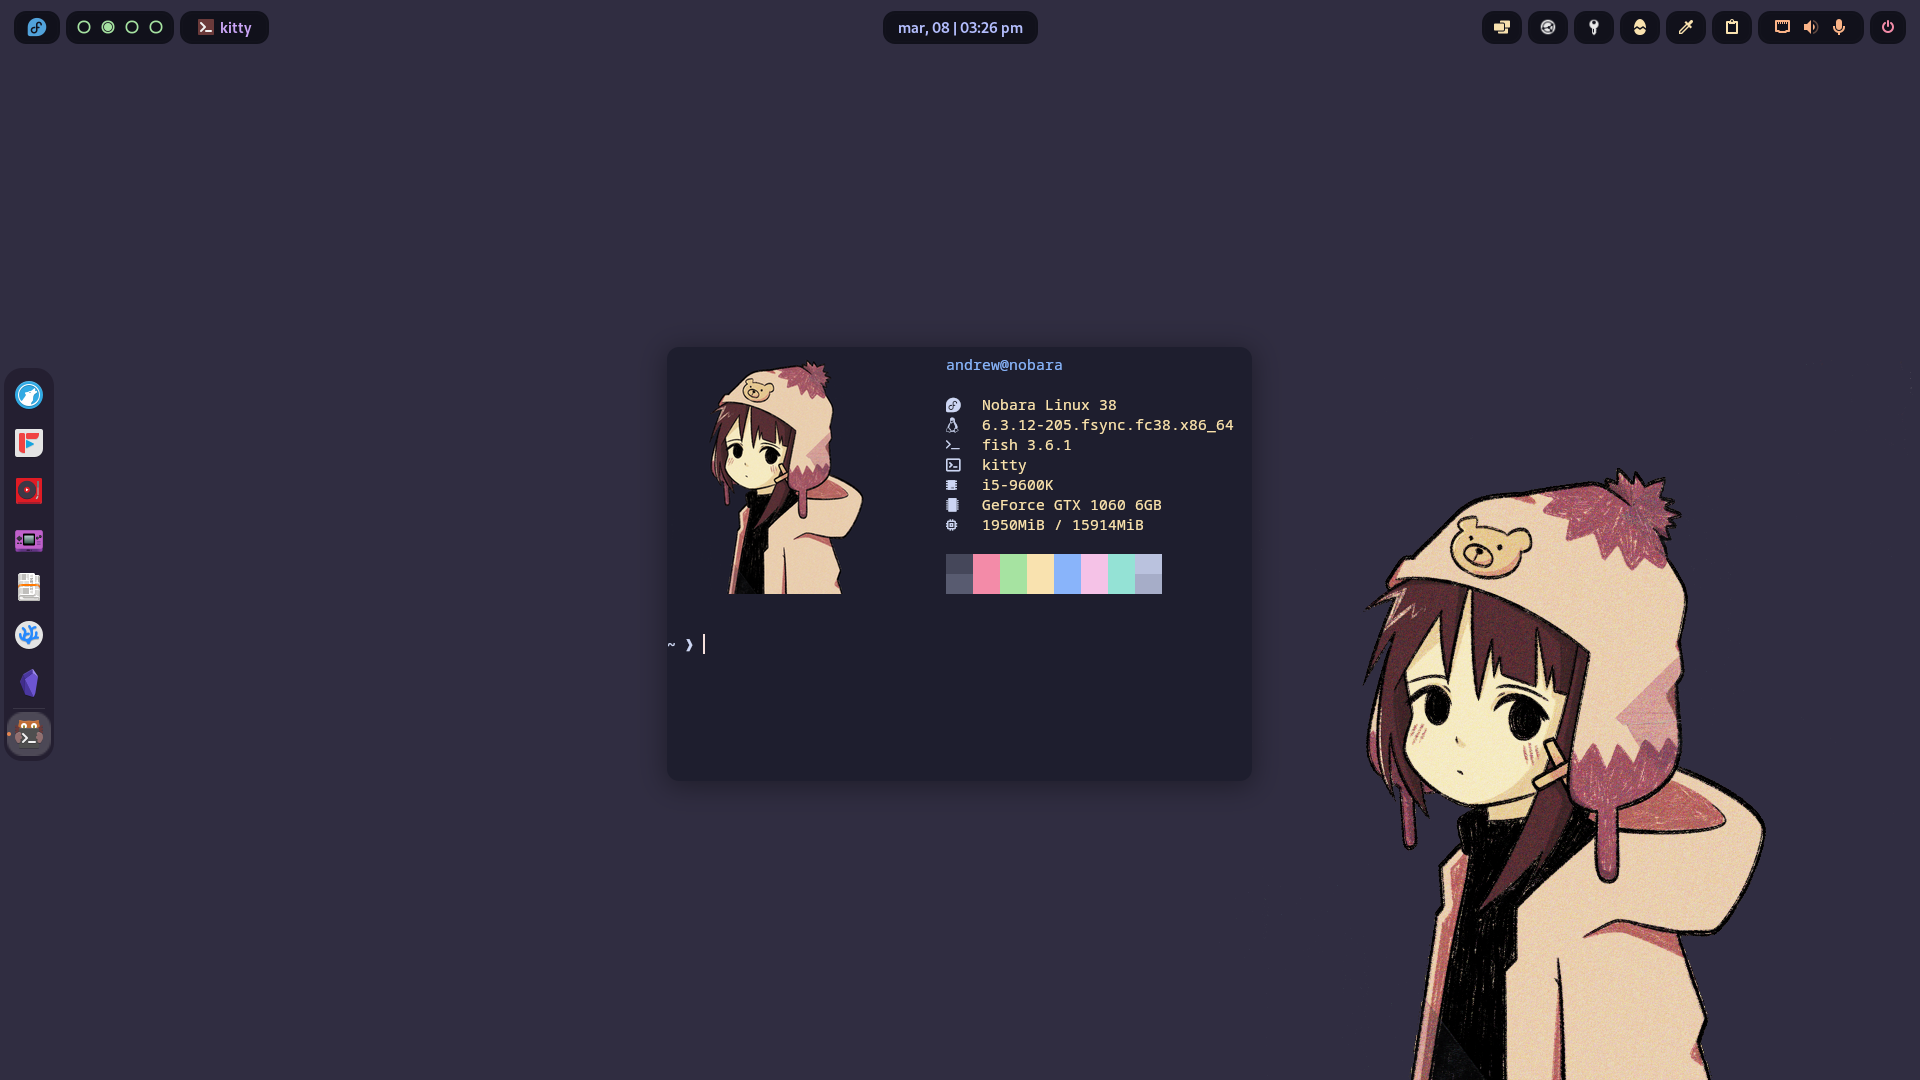 kitty
mar, 08 | 03:26 pm
andrew@nobara
Nobara Linux 38
6.3.12-205.fsync.fc38.x86_64
fish 3.6.1
kitty
i5-9600K
GeForce GTX 1060 6GB
1950MiB / 15914MiB
~ ❯